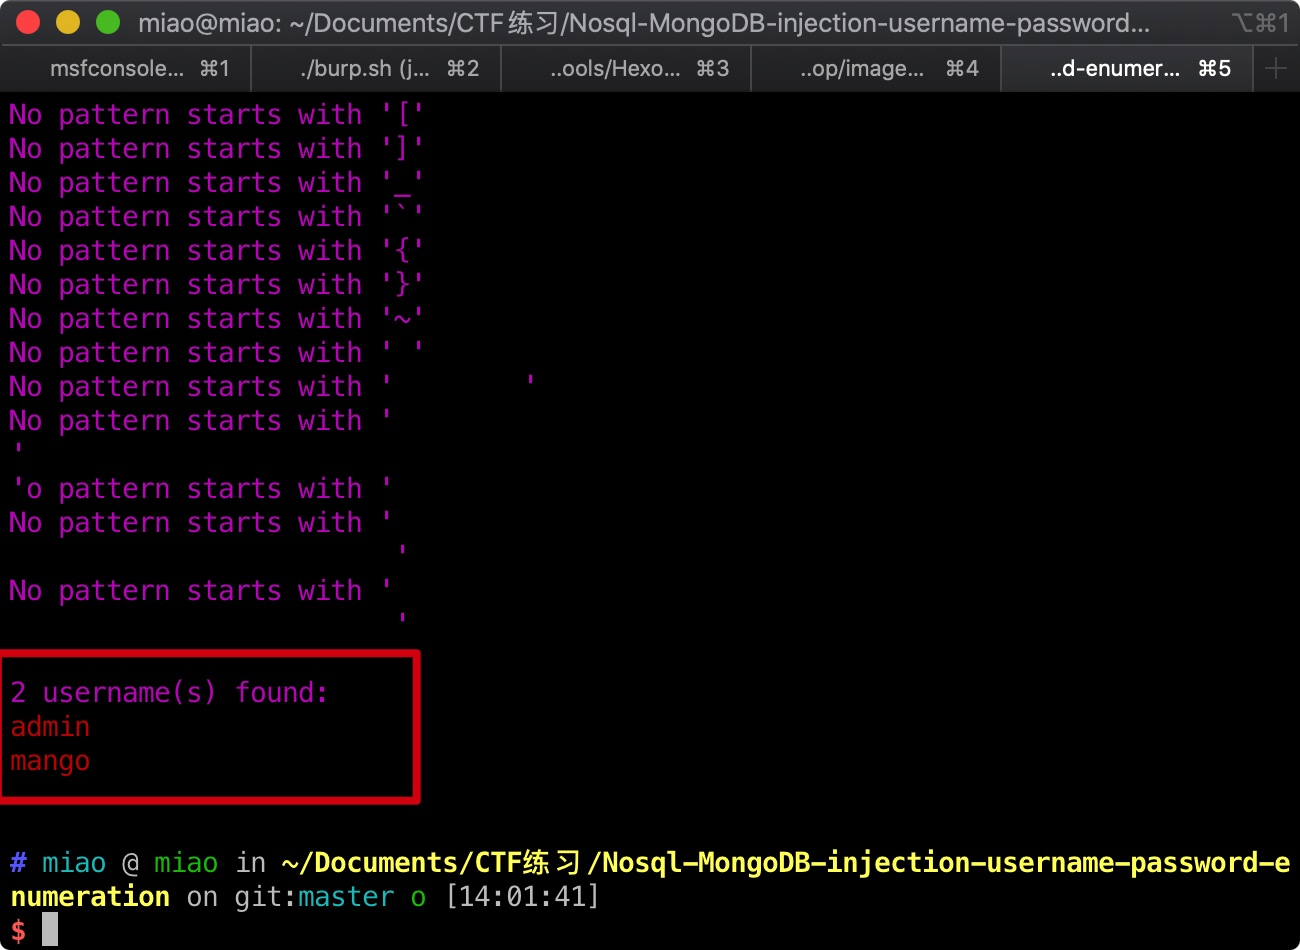 miao@miao: ~/Documents/CTF练习/Nosql-MongoDB-injection-username-password... ⌥⌘1
msfconsole... ⌘1 ./burp.sh (j... ⌘2 ..ools/Hexo... ⌘3 ..op/image... ⌘4 ..d-enumer... ⌘5 +
No pattern starts with '['
No pattern starts with ']'
No pattern starts with '_'
No pattern starts with '`'
No pattern starts with '{'
No pattern starts with '}'
No pattern starts with '~'
No pattern starts with ' '
No pattern starts with '        '
No pattern starts with '
'
'o pattern starts with '
No pattern starts with '
'
No pattern starts with '
'
2 username(s) found:
admin
mango
# miao @ miao in ~/Documents/CTF练习/Nosql-MongoDB-injection-username-password-e
numeration on git:master o [14:01:41]
$